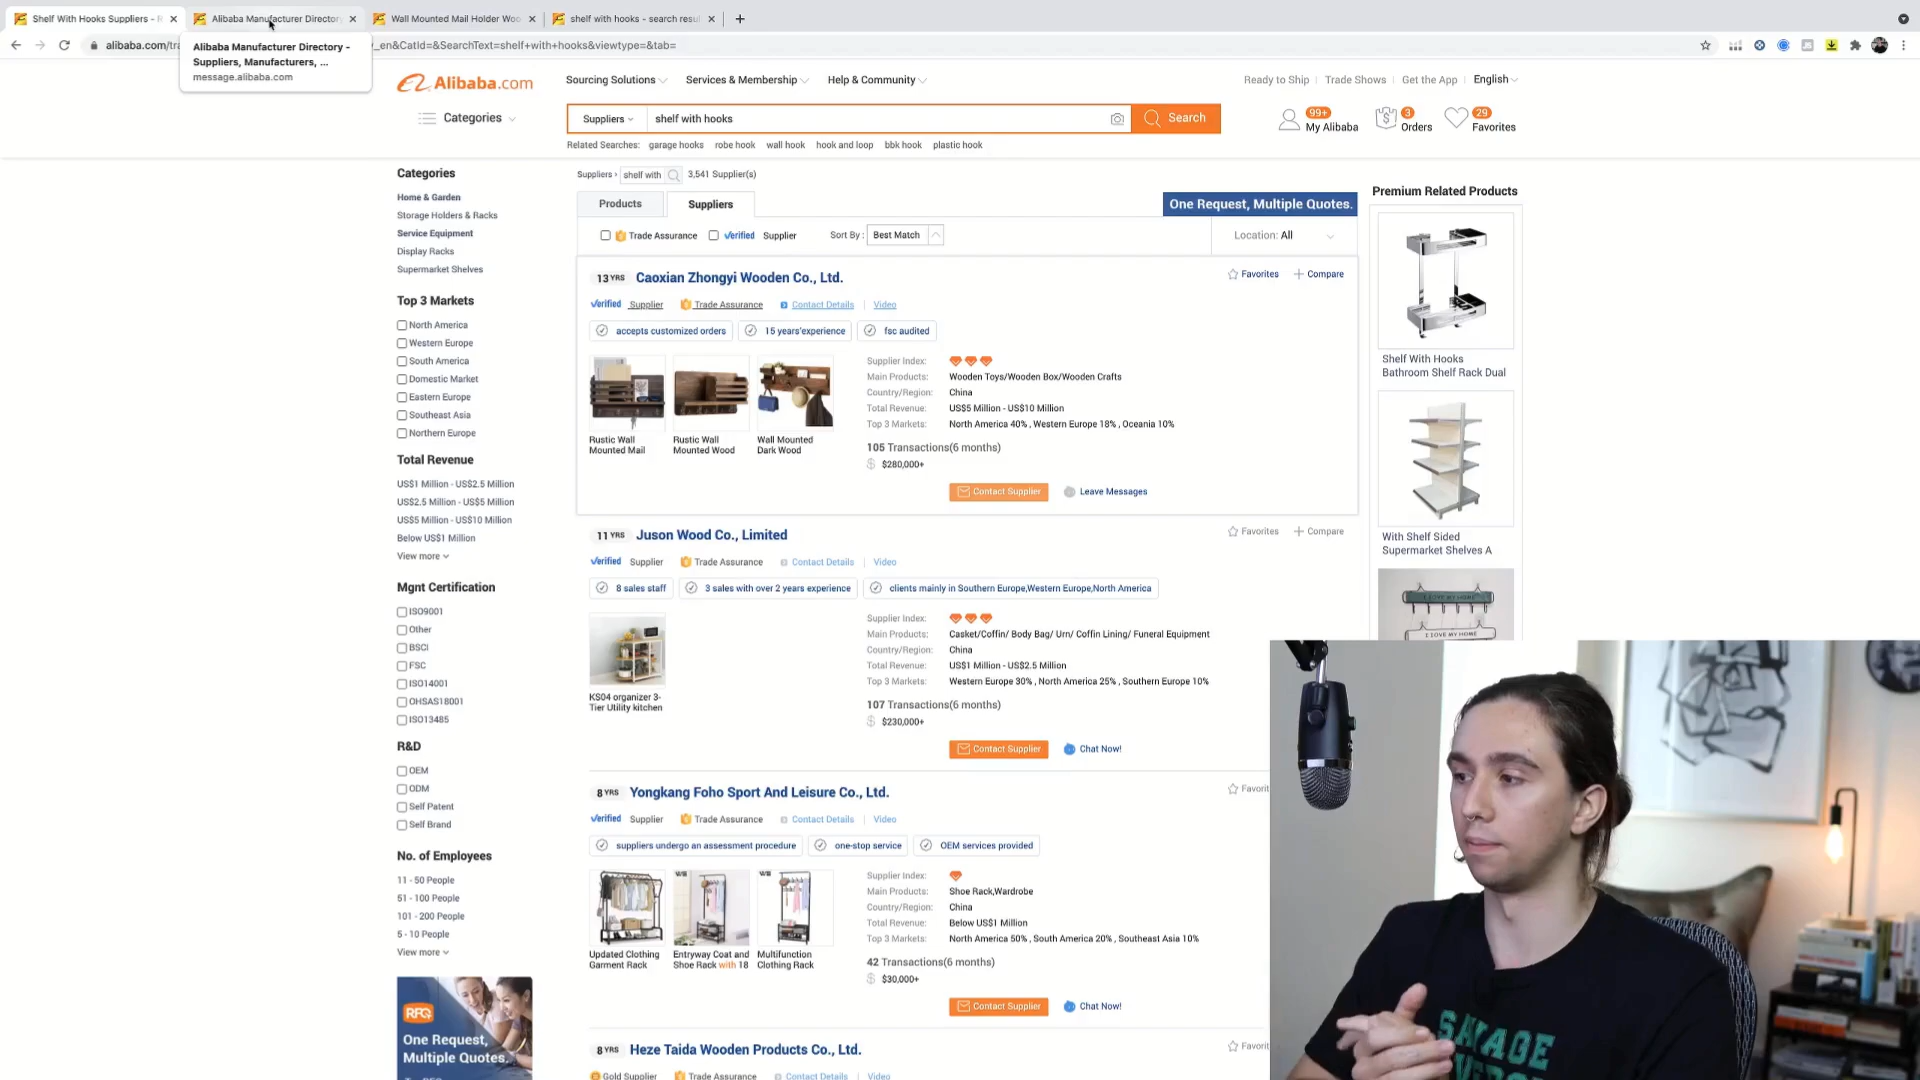 Shelf With Hooks Suppliers - R
Alibaba Manufacturer Directory
Wall Mounted Mail Holder Woo
shelf with hooks - search resul
alibaba.com/tra
_en&CatId=&SearchText=shelf+with+hooks&viewtype=&tab=
Alibaba Manufacturer Directory -
Suppliers, Manufacturers, ...
message.alibaba.com
Alibaba.com
Sourcing Solutions
Services & Membership
Help & Community
Ready to Ship
Trade Shows
Get the App
English
Categories
Suppliers
shelf with hooks
Search
99+
My Alibaba
3
Orders
29
Favorites
Related Searches: garage hooks robe hook wall hook hook and loop bbk hook plastic hook
Categories
Home & Garden
Storage Holders & Racks
Service Equipment
Display Racks
Supermarket Shelves
Top 3 Markets
North America
Western Europe
South America
Domestic Market
Eastern Europe
Southeast Asia
Northern Europe
Total Revenue
US$1 Million - US$2.5 Million
US$2.5 Million - US$5 Million
US$5 Million - US$10 Million
Below US$1 Million
View more
Mgnt Certification
ISO9001
Other
BSCI
FSC
ISO14001
OHSAS18001
ISO13485
R&D
OEM
ODM
Self Patent
Self Brand
No. of Employees
11 - 50 People
51 - 100 People
101 - 200 People
5 - 10 People
View more
RFQ
One Request,
Multiple Quotes.
Suppliers › shelf with 3,541 Supplier(s)
Products
Suppliers
One Request, Multiple Quotes.
Trade Assurance
Verified Supplier
Sort By : Best Match
Location: All
13 YRS Caoxian Zhongyi Wooden Co., Ltd.
Favorites
Compare
Verified Supplier Trade Assurance Contact Details Video
accepts customized orders
15 years'experience
fsc audited
Rustic Wall
Mounted Mail
Rustic Wall
Mounted Wood
Wall Mounted
Dark Wood
Supplier Index:
Main Products: Wooden Toys/Wooden Box/Wooden Crafts
Country/Region: China
Total Revenue: US$5 Million - US$10 Million
Top 3 Markets: North America 40% , Western Europe 18% , Oceania 10%
105 Transactions(6 months)
$280,000+
Contact Supplier
Leave Messages
11 YRS Juson Wood Co., Limited
Favorites
Compare
Verified Supplier Trade Assurance Contact Details Video
8 sales staff
3 sales with over 2 years experience
clients mainly in Southern Europe,Western Europe,North America
KS04 organizer 3-
Tier Utility kitchen
Supplier Index:
Main Products: Casket/Coffin/ Body Bag/ Urn/ Coffin Lining/ Funeral Equipment
Country/Region: China
Total Revenue: US$1 Million - US$2.5 Million
Top 3 Markets: Western Europe 30% , North America 25% , Southern Europe 10%
107 Transactions(6 months)
$230,000+
Contact Supplier
Chat Now!
8 YRS Yongkang Foho Sport And Leisure Co., Ltd.
Favorit
Verified Supplier Trade Assurance Contact Details Video
suppliers undergo an assessment procedure
one-stop service
OEM services provided
Updated Clothing
Garment Rack
Entryway Coat and
Shoe Rack with 18
Multifunction
Clothing Rack
Supplier Index:
Main Products: Shoe Rack,Wardrobe
Country/Region: China
Total Revenue: Below US$1 Million
Top 3 Markets: North America 50% , South America 20% , Southeast Asia 10%
42 Transactions(6 months)
$30,000+
Contact Supplier
Chat Now!
8 YRS Heze Taida Wooden Products Co., Ltd.
Favorit
Gold Supplier Trade Assurance Contact Details Video
Premium Related Products
Shelf With Hooks
Bathroom Shelf Rack Dual
With Shelf Sided
Supermarket Shelves A
I LOVE MY HOME
I LOVE MY HOME
SAVAGE